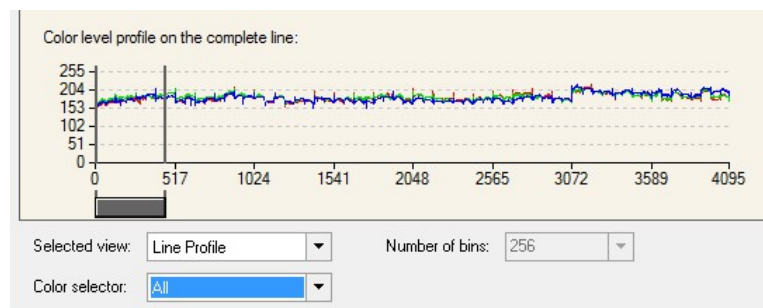 Color level profile on the complete line:
255
204
153
102
51
0
0 517 1024 1541 2048 2565 3072 3589 4095
Selected view: Line Profile Number of bins: 256
Color selector: All